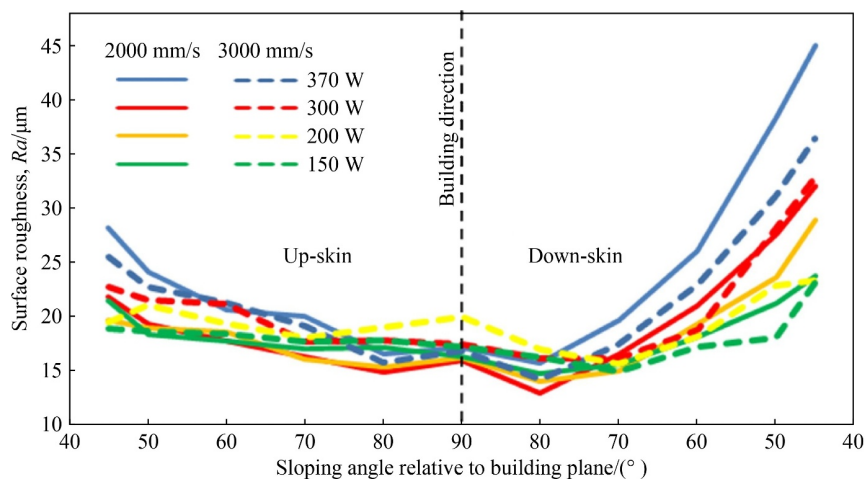 2000 mm/s 3000 mm/s
370 W
300 W
200 W
150 W
Building direction
Up-skin
Down-skin
Surface roughness, Ra/μm
45
40
35
30
25
20
15
10
40 50 60 70 80 90 80 70 60 50 40
Sloping angle relative to building plane/(° )